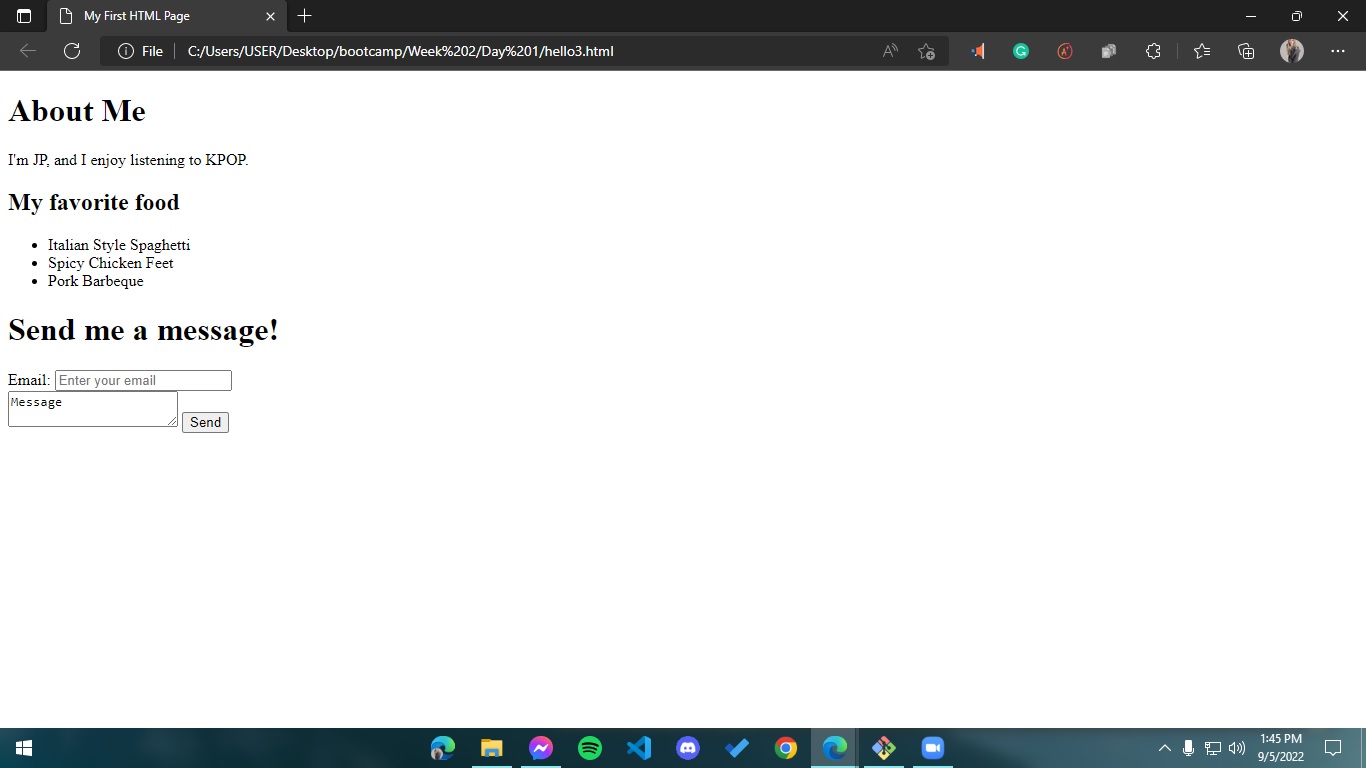 My First HTML Page
File
C:/Users/USER/Desktop/bootcamp/Week%202/Day%201/hello3.html
About Me
I'm JP, and I enjoy listening to KPOP.
My favorite food
Italian Style Spaghetti
Spicy Chicken Feet
Pork Barbeque
Send me a message!
Email: Enter your email
Message
Send
1:45 PM
9/5/2022